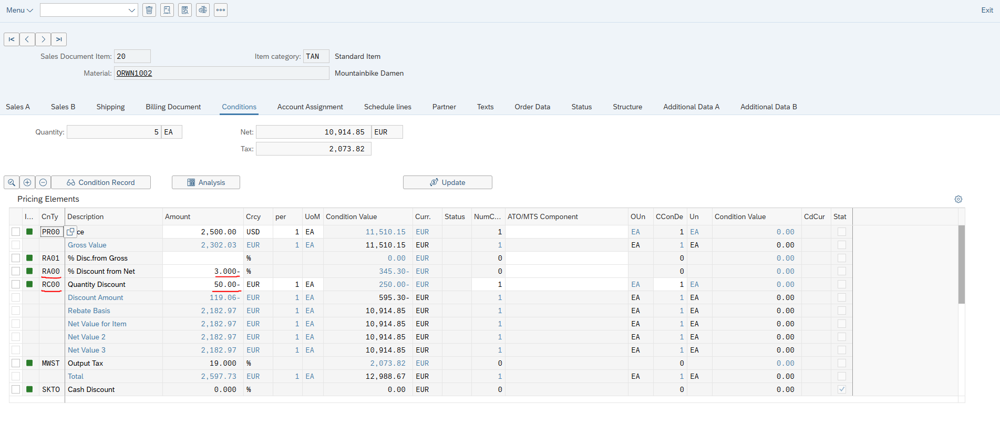 Menu Exit
Sales Document Item: 20 Item category: TAN Standard Item
Material: ORWN1002 Mountainbike Damen
Sales A Sales B Shipping Billing Document Conditions Account Assignment Schedule lines Partner Texts Order Data Status Structure Additional Data A Additional Data B
Quantity: 5 EA Net: 10,914.85 EUR
Tax: 2,073.82
Condition Record Analysis Update
Pricing Elements
I... CnTy Description Amount Crcy per UoM Condition Value Curr. Status NumC... ATO/MTS Component OUn CConDe Un Condition Value CdCur Stat
PR00 ce 2,500.00 USD 1 EA 11,510.15 EUR 1 EA 1 EA 0.00
Gross Value 2,302.03 EUR 1 EA 11,510.15 EUR 1 EA 1 EA 0.00
RA01 % Disc.from Gross % 0.00 EUR 0 0 0.00
RA00 % Discount from Net 3.000- % 345.30- EUR 0 0 0.00
RC00 Quantity Discount 50.00- EUR 1 EA 250.00- EUR 1 EA 1 EA 0.00
Discount Amount 119.06- EUR 1 EA 595.30- EUR 1 EA 1 EA 0.00
Rebate Basis 2,182.97 EUR 1 EA 10,914.85 EUR 1 EA 1 EA 0.00
Net Value for Item 2,182.97 EUR 1 EA 10,914.85 EUR 1 EA 1 EA 0.00
Net Value 2 2,182.97 EUR 1 EA 10,914.85 EUR 1 EA 1 EA 0.00
Net Value 3 2,182.97 EUR 1 EA 10,914.85 EUR 1 EA 1 EA 0.00
MWST Output Tax 19.000 % 2,073.82 EUR 0 0 0.00
Total 2,597.73 EUR 1 EA 12,988.67 EUR 1 EA 1 EA 0.00
SKTO Cash Discount 0.000 % 0.00 EUR 0 0 0.00